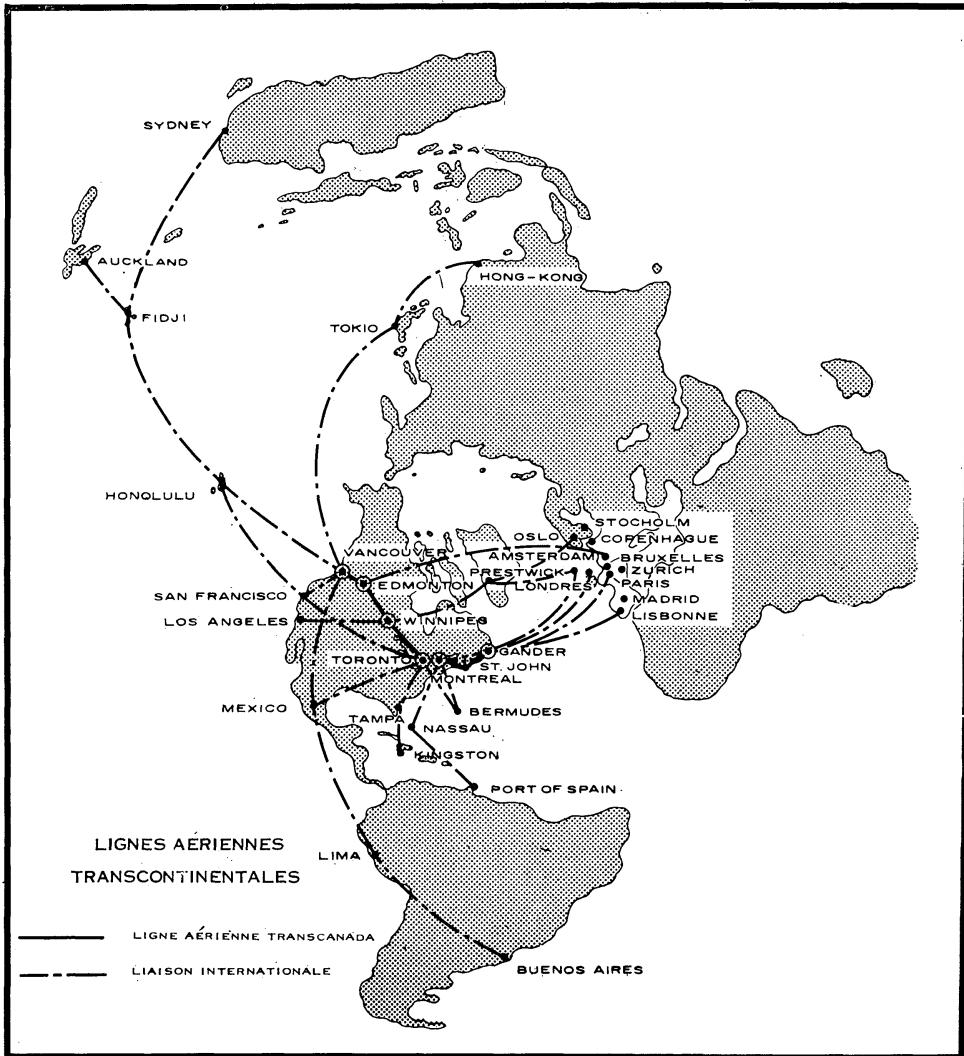 SYDNEY
AUCKLAND
HONG-KONG
FIDJI
TOKIO
HONOLULU
STOCHOLM
OSLO
COPENHAGUE
VANCOUVER
AMSTERDAM
BRUXELLES
PRESTWICK
ZURICH
EDMONTON
LONDRES
PARIS
SAN FRANCISCO
MADRID
LOS ANGELES
WINNIPEG
LISBONNE
GANDER
TORONTO
ST. JOHN
MONTREAL
MEXICO
BERMUDES
TAMPA
NASSAU
KINGSTON
PORT OF SPAIN
LIGNES AÉRIENNES
TRANSCONTINENTALES
LIMA
LIGNE AÉRIENNE TRANSCANADA
LIAISON INTERNATIONALE
BUENOS AIRES